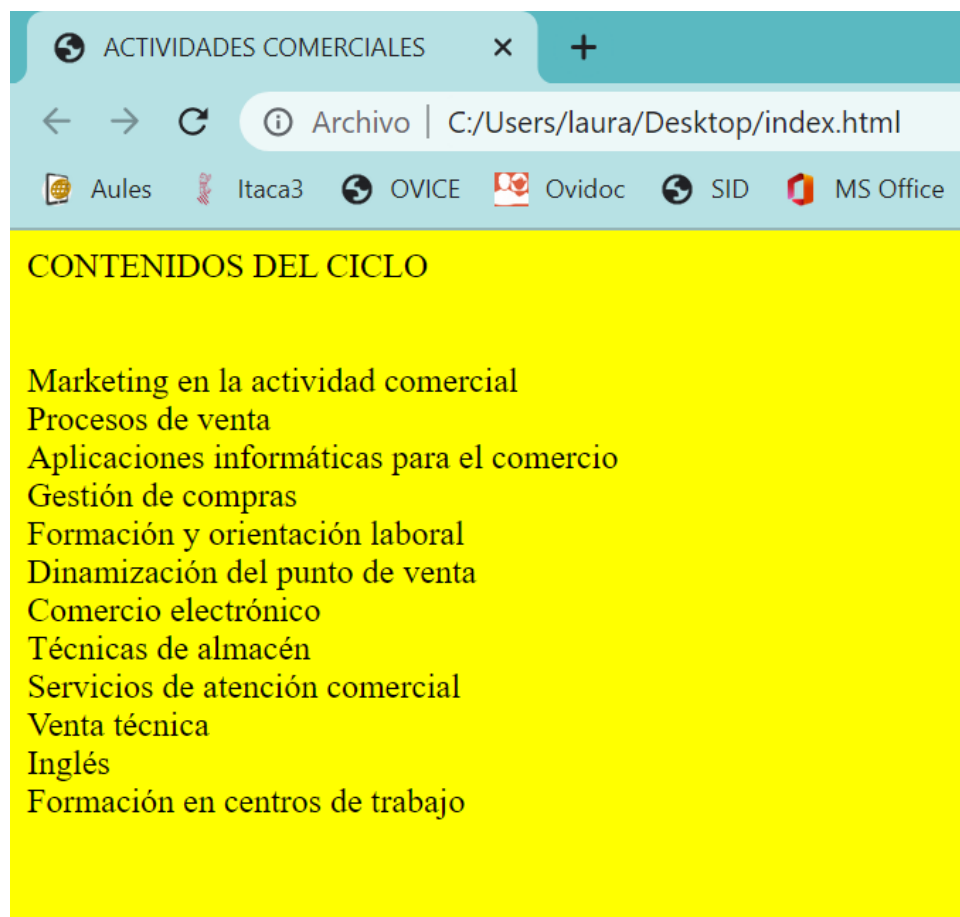 ACTIVIDADES COMERCIALES
Archivo | C:/Users/laura/Desktop/index.html
Aules Itaca3 OVICE Ovidoc SID MS Office
CONTENIDOS DEL CICLO
Marketing en la actividad comercial
Procesos de venta
Aplicaciones informáticas para el comercio
Gestión de compras
Formación y orientación laboral
Dinamización del punto de venta
Comercio electrónico
Técnicas de almacén
Servicios de atención comercial
Venta técnica
Inglés
Formación en centros de trabajo